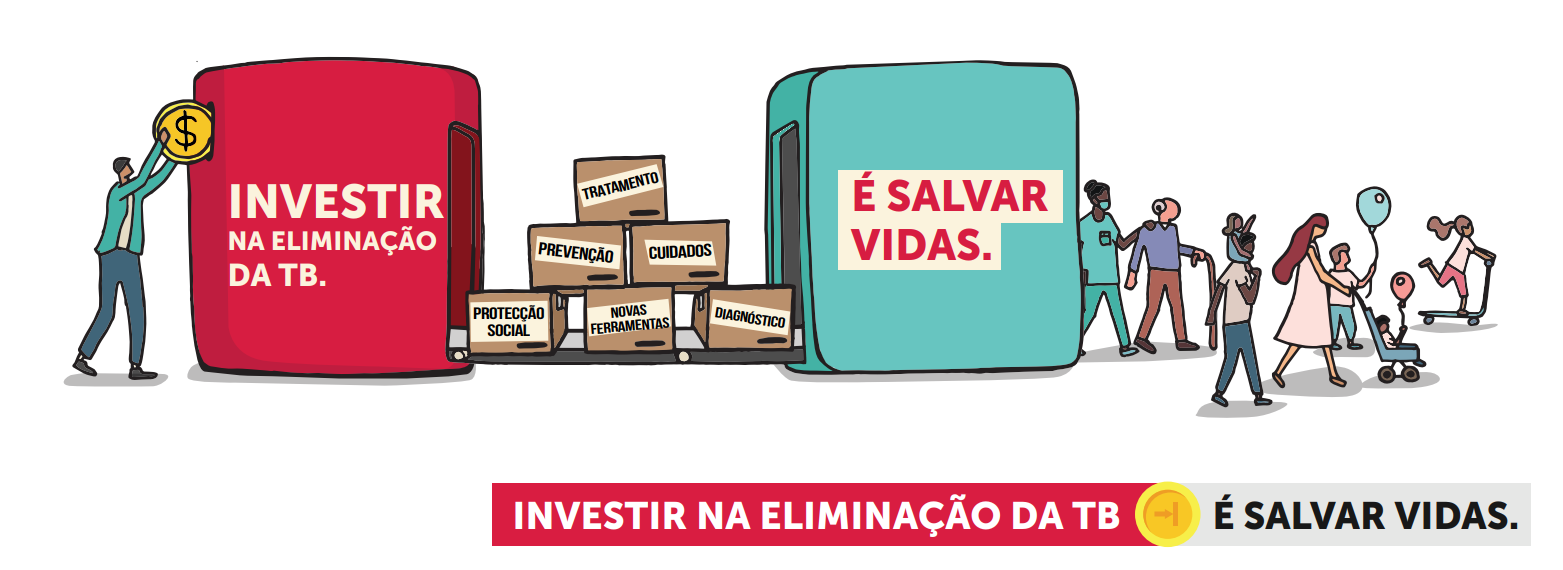 $
INVESTIR
NA ELIMINAÇÃO
DA TB.
TRATAMENTO
PREVENÇÃO
CUIDADOS
PROTECÇÃO
SOCIAL
NOVAS
FERRAMENTAS
DIAGNÓSTICO
É SALVAR
VIDAS.
INVESTIR NA ELIMINAÇÃO DA TB É SALVAR VIDAS.